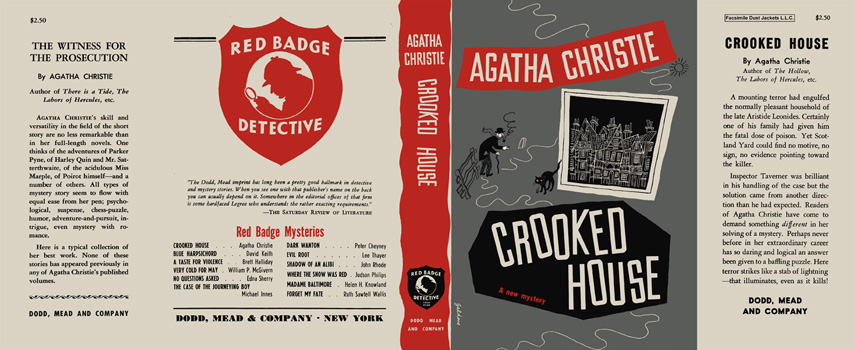 $2.50
THE WITNESS FOR
THE PROSECUTION
By AGATHA CHRISTIE
Author of There is a Tide, The
Labors of Hercules, etc.
AGATHA CHRISTIE'S skill and
versatility in the field of the short
story are no less remarkable than
in her full-length novels. One
thinks of the adventures of Parker
Pyne, of Harley Quin and Mr. Sat-
terthwaite, of the acidulous Miss
Marple, of Poirot himself—and a
number of others. All types of
mystery story seem to flow with
equal ease from her pen; psycho-
logical, suspense, chess-puzzle,
humor, adventure-and-pursuit, in-
trigue, even mystery with ro-
mance.
Here is a typical collection of
her best work. None of these
stories has appeared previously in
any of Agatha Christie's published
volumes.
DODD, MEAD AND COMPANY
RED BADGE
DETECTIVE
"The Dodd, Mead imprint has long been a pretty good hallmark in detective
and mystery stories. When you see one with that publisher's name on the back
you can usually depend on it. Somewhere in the editorial offices of that firm
is some hardfaced Legree who understands the rather exacting requirements."
—THE SATURDAY REVIEW OF LITERATURE
Red Badge Mysteries
CROOKED HOUSE . . . Agatha Christie
BLUE HARPSICHORD . . . David Keith
A TASTE FOR VIOLENCE . Brett Halliday
VERY COLD FOR MAY . William P. McGivern
NO QUESTIONS ASKED . . Edna Sherry
THE CASE OF THE JOURNEYING BOY
Michael Innes
DARK WANTON . . . . Peter Cheyney
EVIL ROOT . . . . . Lee Thayer
SHADOW OF AN ALIBI . . . John Rhode
WHERE THE SNOW WAS RED . Judson Philips
MADAME BALTIMORE . Helen H. Knowland
FORGET MY FATE . . Ruth Sawtell Wallis
DODD, MEAD & COMPANY · NEW YORK
AGATHA
CHRISTIE
CROOKED HOUSE
RED BADGE
DETECTIVE
DODD MEAD
AND COMPANY
AGATHA CHRISTIE
CROOKED
HOUSE
A new mystery
Facsimile Dust Jackets L.L.C.
$2.50
CROOKED HOUSE
By Agatha Christie
Author of The Hollow,
The Labors of Hercules, etc.
A mounting terror had engulfed
the normally pleasant household of
the late Aristide Leonides. Certainly
one of his family had given him
the fatal dose of poison. Yet Scot-
land Yard could find no motive, no
sign, no evidence pointing toward
the killer.
Inspector Taverner was brilliant
in his handling of the case but the
solution came from another direc-
tion than he had expected. Readers
of Agatha Christie have come to
demand something different in her
solving of a mystery. Perhaps never
before in her extraordinary career
has so daring and logical an answer
been given to a baffling puzzle. Here
terror strikes like a stab of lightning
—that illuminates, even as it kills!
DODD, MEAD
AND COMPANY